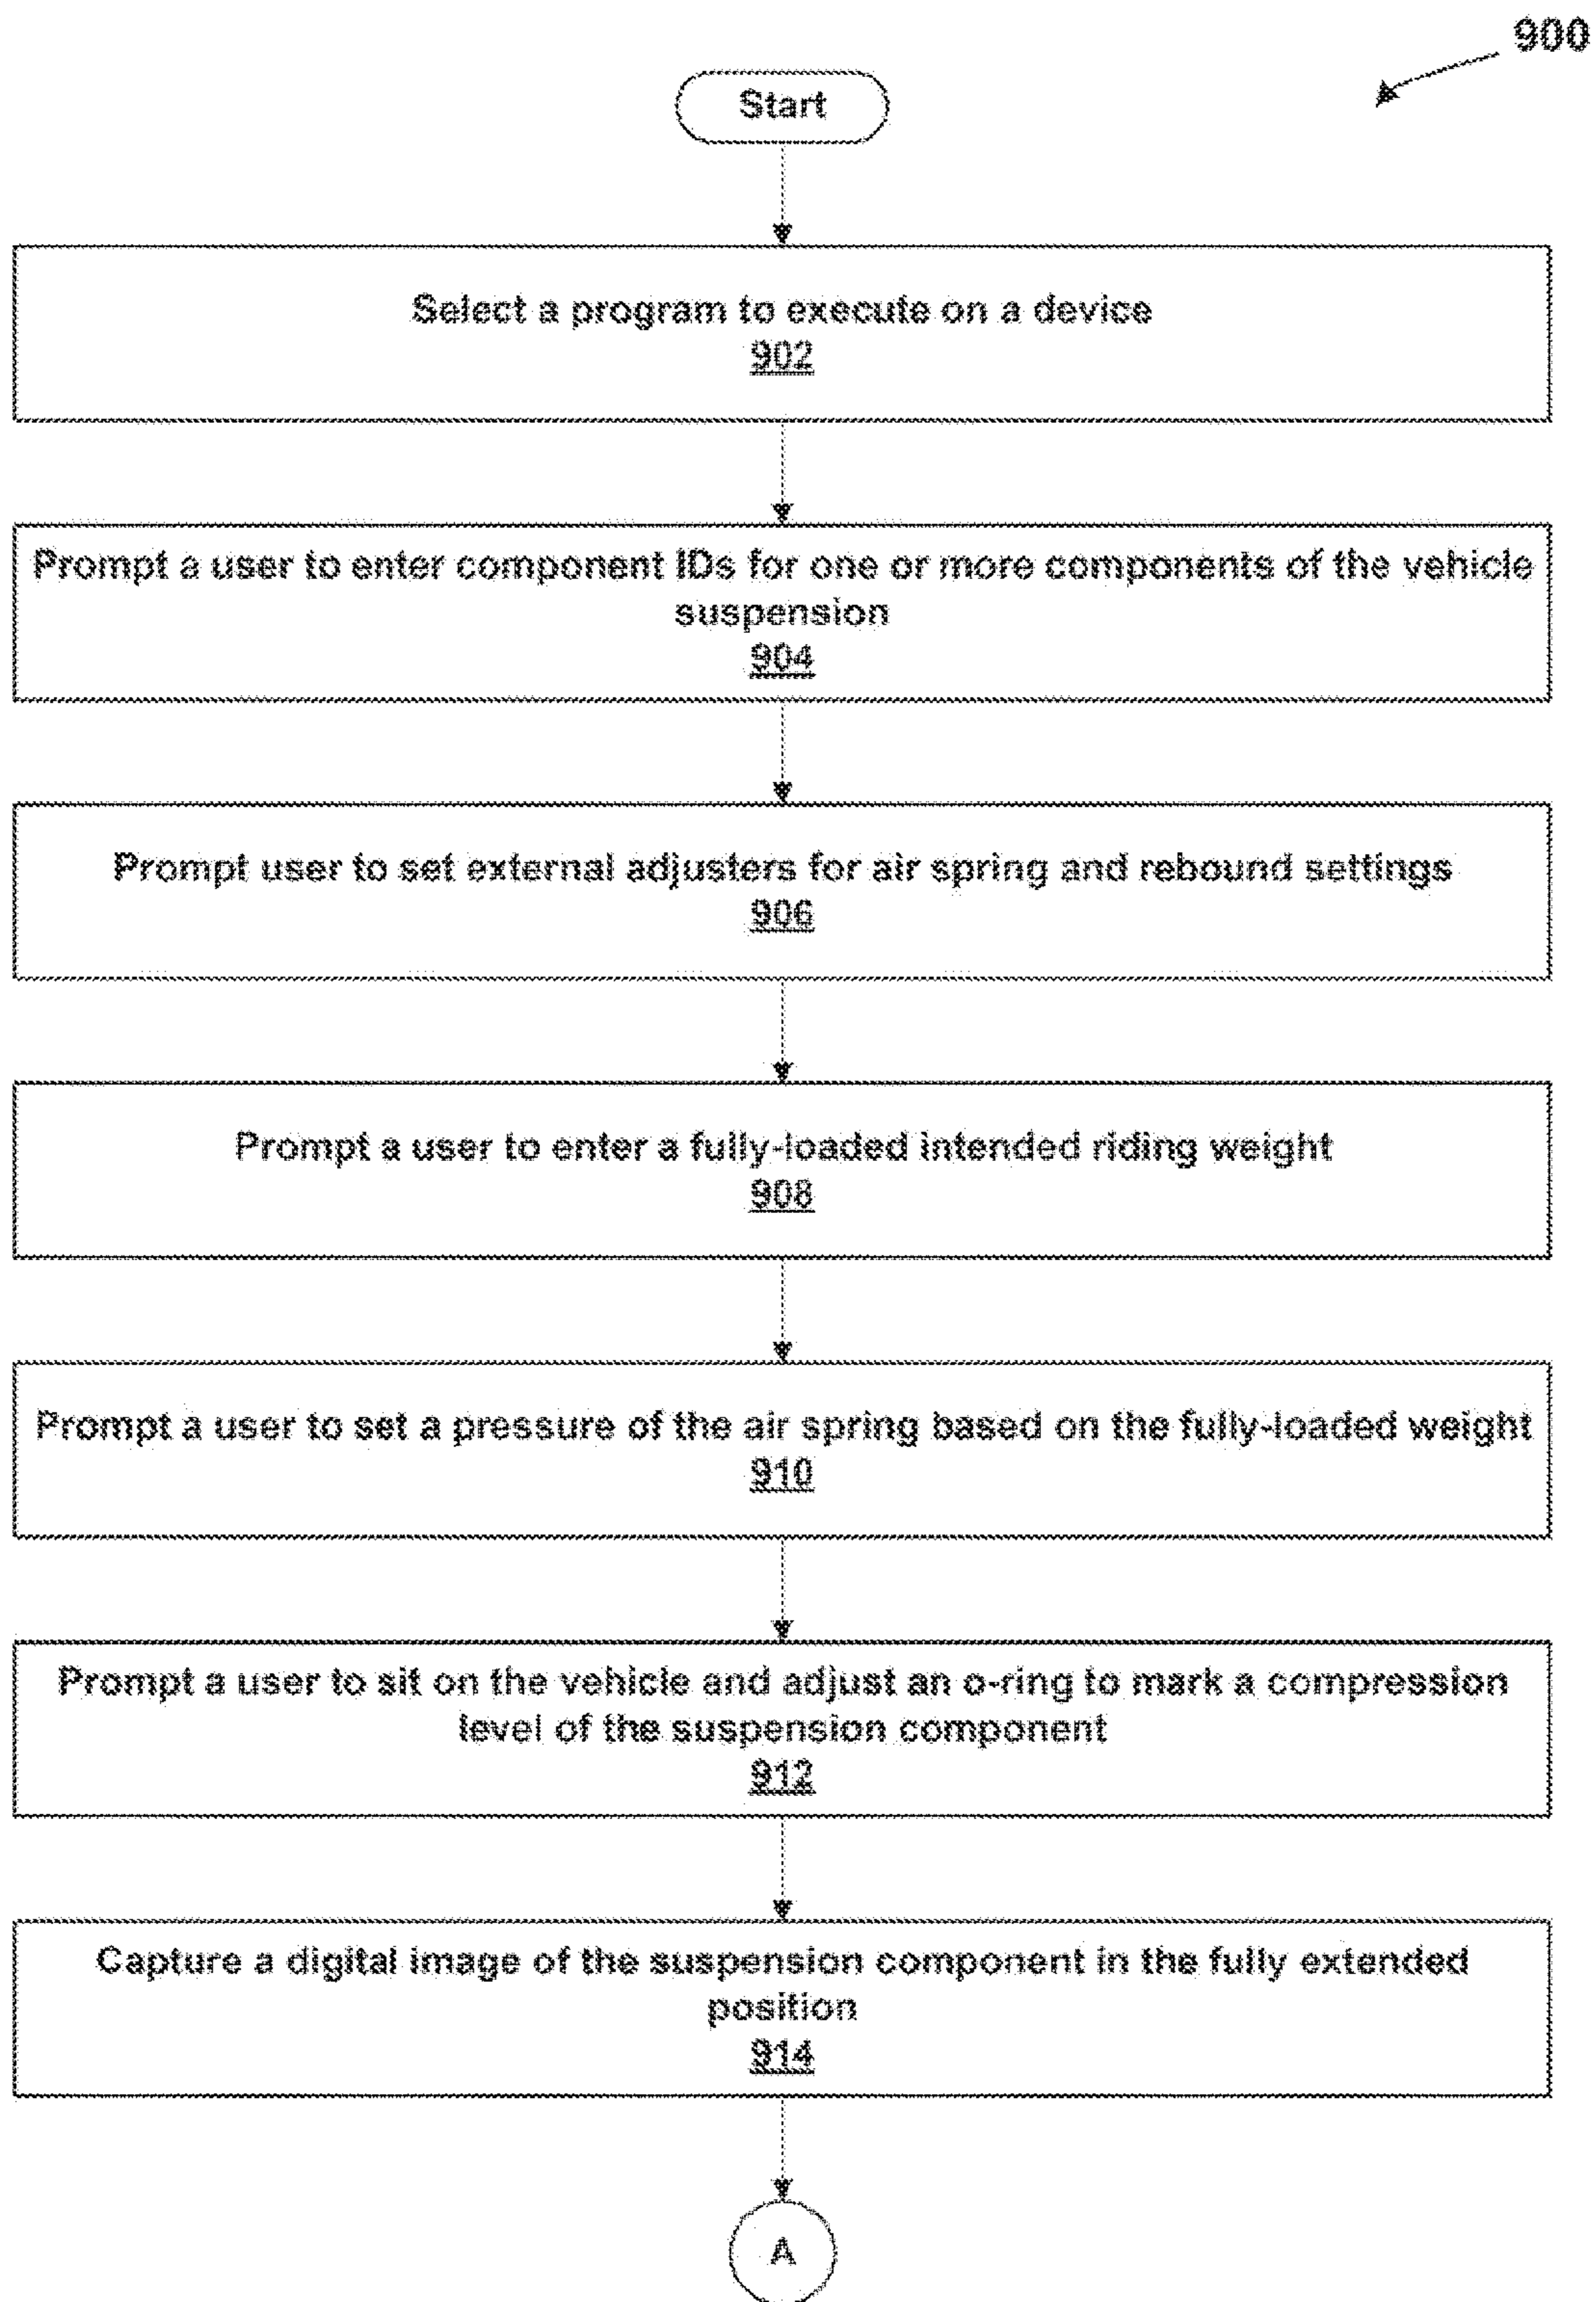 900
Start
Select a program to execute on a device
902
Prompt a user to enter component IDs for one or more components of the vehicle
suspension
904
Prompt user to set external adjusters for air spring and rebound settings
906
Prompt a user to enter a fully-loaded intended riding weight
908
Prompt a user to set a pressure of the air spring based on the fully-loaded weight
910
Prompt a user to sit on the vehicle and adjust an o-ring to mark a compression
level of the suspension component
912
Capture a digital image of the suspension component in the fully extended
position
914
A